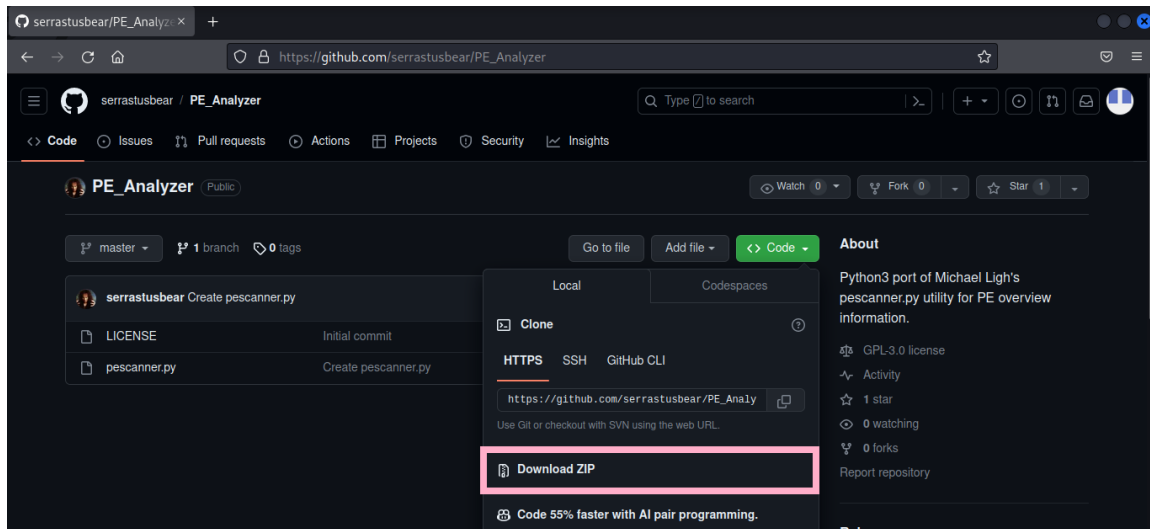 serrastusbear/PE_Analyze
https://github.com/serrastusbear/PE_Analyzer
serrastusbear / PE_Analyzer
Type / to search
Code Issues Pull requests Actions Projects Security Insights
PE_Analyzer Public
Watch 0 Fork 0 Star 1
master 1 branch 0 tags
Go to file Add file <> Code
serrastusbear Create pescanner.py
LICENSE Initial commit
pescanner.py Create pescanner.py
Local Codespaces
Clone
HTTPS SSH GitHub CLI
https://github.com/serrastusbear/PE_Analy
Use Git or checkout with SVN using the web URL.
Download ZIP
Code 55% faster with AI pair programming.
About
Python3 port of Michael Ligh's
pescanner.py utility for PE overview
information.
GPL-3.0 license
Activity
1 star
0 watching
0 forks
Report repository